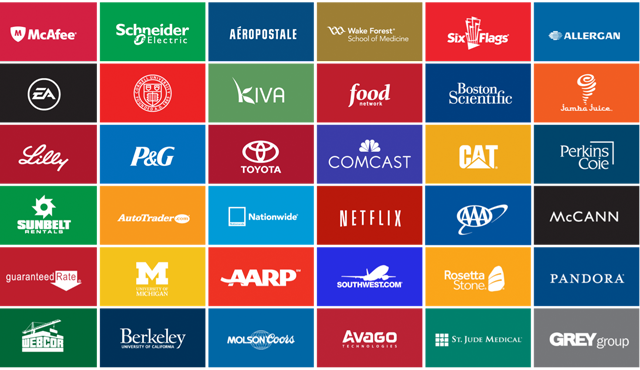 M McAfee®
Schneider
Electric
AÉROPOSTALE
Wake Forest®
School of Medicine
Six Flags®
ALLERGAN
EA
KIVA
food
network
Boston
Scientific
Jamba Juice.
Lilly
P&G
TOYOTA
COMCAST
CAT
Perkins
Coie
SUNBELT
RENTALS
AutoTrader.com
Nationwide®
NETFLIX
AAA
McCANN
guaranteed Rate
M
UNIVERSITY OF
MICHIGAN
AARP
SOUTHWEST.COM®
Rosetta
Stone®
PANDORA®
WEBCOR
Berkeley
UNIVERSITY OF CALIFORNIA
MOLSON Coors
AVAGO
TECHNOLOGIES
ST. JUDE MEDICAL
GREY group